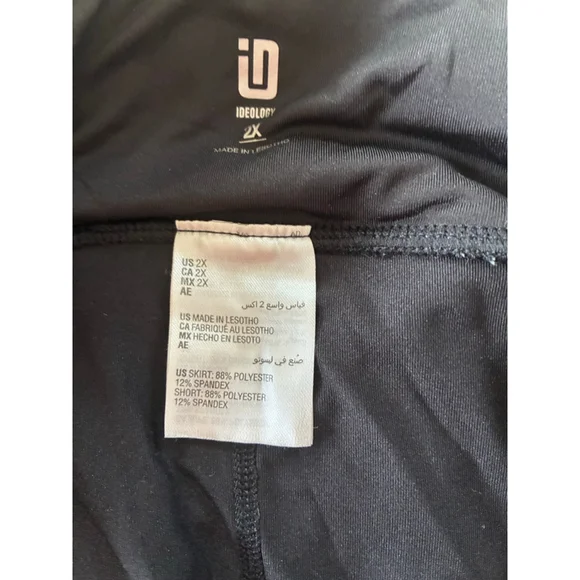 iD
IDEOLOGY
2X
MADE IN LESOTHO
US 2X
CA 2X
MX 2X
AE
قياس واسع 2 اكس
US MADE IN LESOTHO
CA FABRIQUÉ AU LESOTHO
MX HECHO EN LESOTO
AE
صُنع في ليسوتو
US SKIRT: 88% POLYESTER
12% SPANDEX
SHORT: 88% POLYESTER
12% SPANDEX